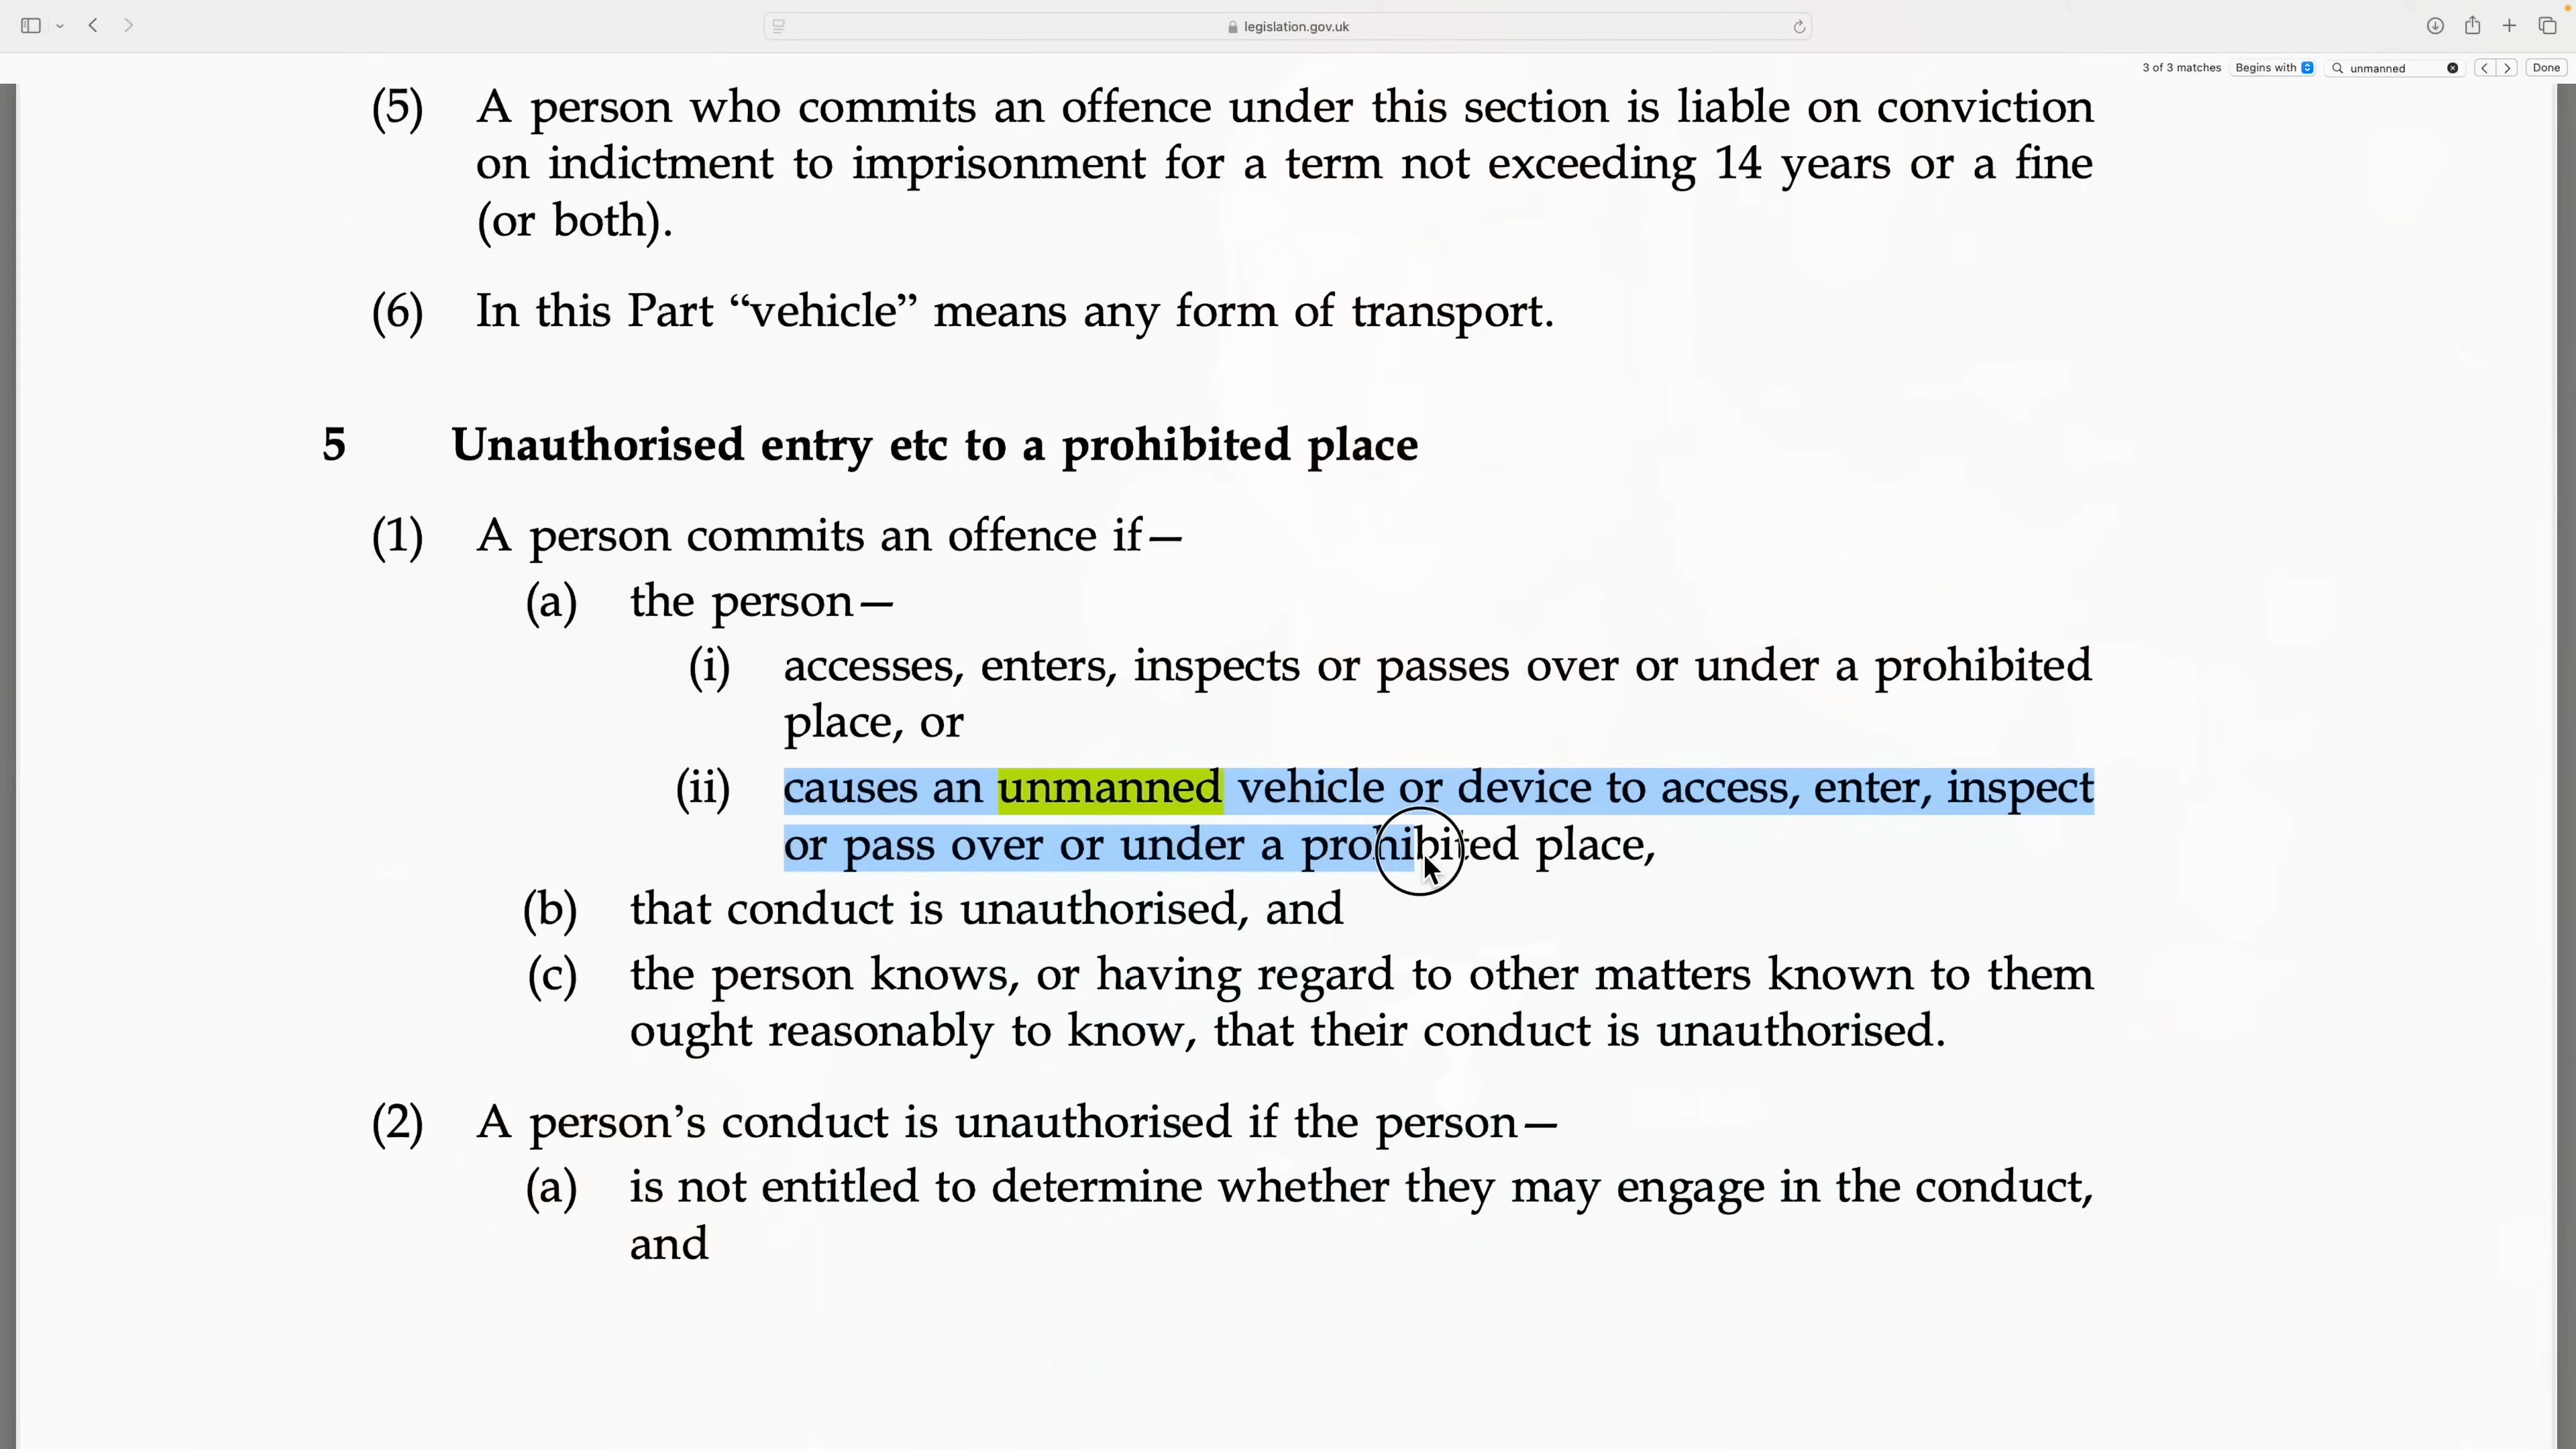 legislation.gov.uk
3 of 3 matches Begins with unmanned Done
(5) A person who commits an offence under this section is liable on conviction
on indictment to imprisonment for a term not exceeding 14 years or a fine
(or both).
(6) In this Part “vehicle” means any form of transport.
5 Unauthorised entry etc to a prohibited place
(1) A person commits an offence if—
(a) the person—
(i) accesses, enters, inspects or passes over or under a prohibited
place, or
(ii) causes an unmanned vehicle or device to access, enter, inspect
or pass over or under a prohibited place,
(b) that conduct is unauthorised, and
(c) the person knows, or having regard to other matters known to them
ought reasonably to know, that their conduct is unauthorised.
(2) A person’s conduct is unauthorised if the person—
(a) is not entitled to determine whether they may engage in the conduct,
and